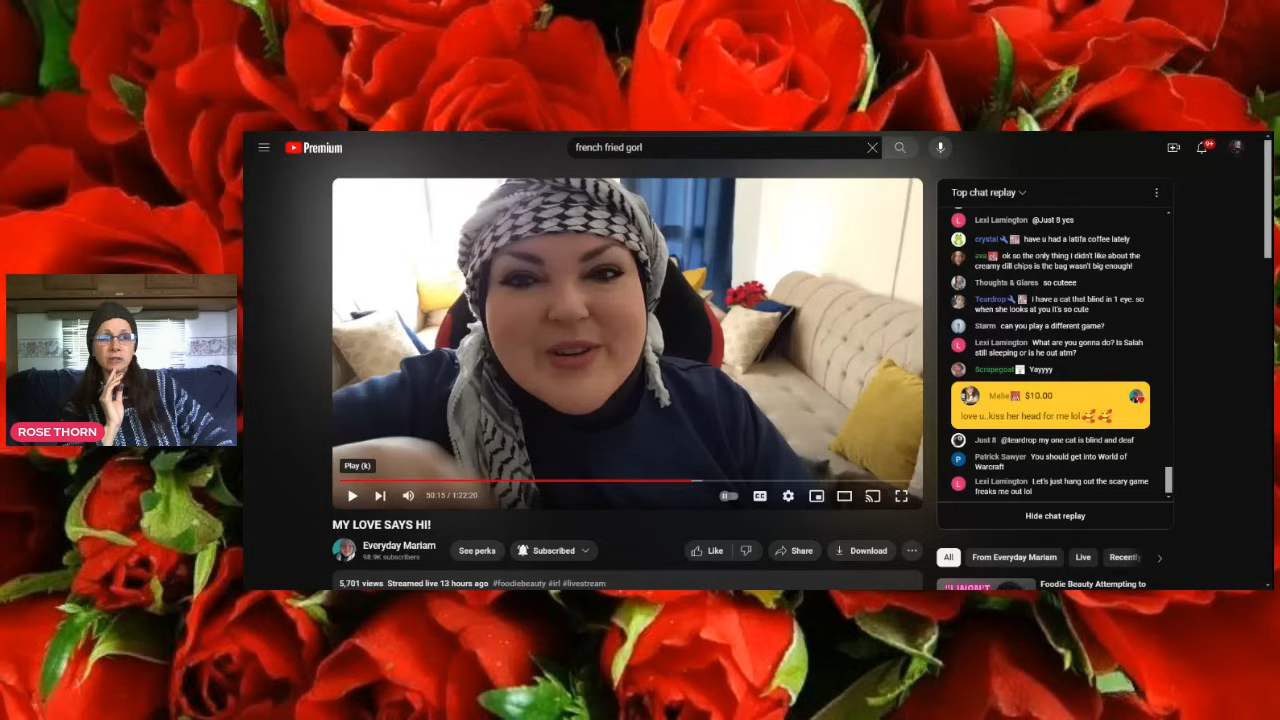 Premium
french fried gorl
9+
Top chat replay
Lexi Lamington @Just 8 yes
crystal have u had a latifa coffee lately
ava ok so the only thing I didn't like about the
creamy dill chips is the bag wasn't big enough!
Thoughts & Glares so cuteee
Teardrop I have a cat thst blind in 1 eye. so
when she looks at you it's so cute
Størm can you play a different game?
Lexi Lamington What are you gonna do? Is Salah
still sleeping or is he out atm?
Scrapegoat Yayyyy
Malie $10.00
love u..kiss her head for me lol
Just 8 @teardrop my one cat is blind and deaf
Patrick Sawyer You should get into World of
Warcraft
Lexi Lamington Let's just hang out the scary game
freaks me out lol
Hide chat replay
ROSE THORN
Play (k)
50:15 / 1:22:20
CC
MY LOVE SAYS HI!
Everyday Mariam
98.9K subscribers
See perks
Subscribed
Like
Share
Download
All
From Everyday Mariam
Live
Recently
5,701 views Streamed live 13 hours ago #foodiebeauty #irl #livestream
"I WON'T
Foodie Beauty Attempting to